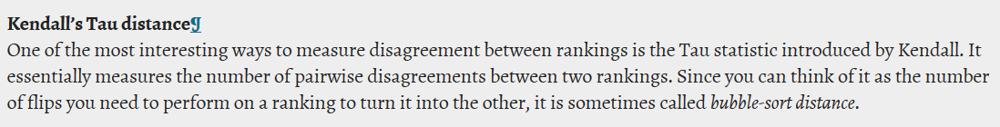 Kendall's Tau distance¶
One of the most interesting ways to measure disagreement between rankings is the Tau statistic introduced by Kendall. It
essentially measures the number of pairwise disagreements between two rankings. Since you can think of it as the number
of flips you need to perform on a ranking to turn it into the other, it is sometimes called bubble-sort distance.